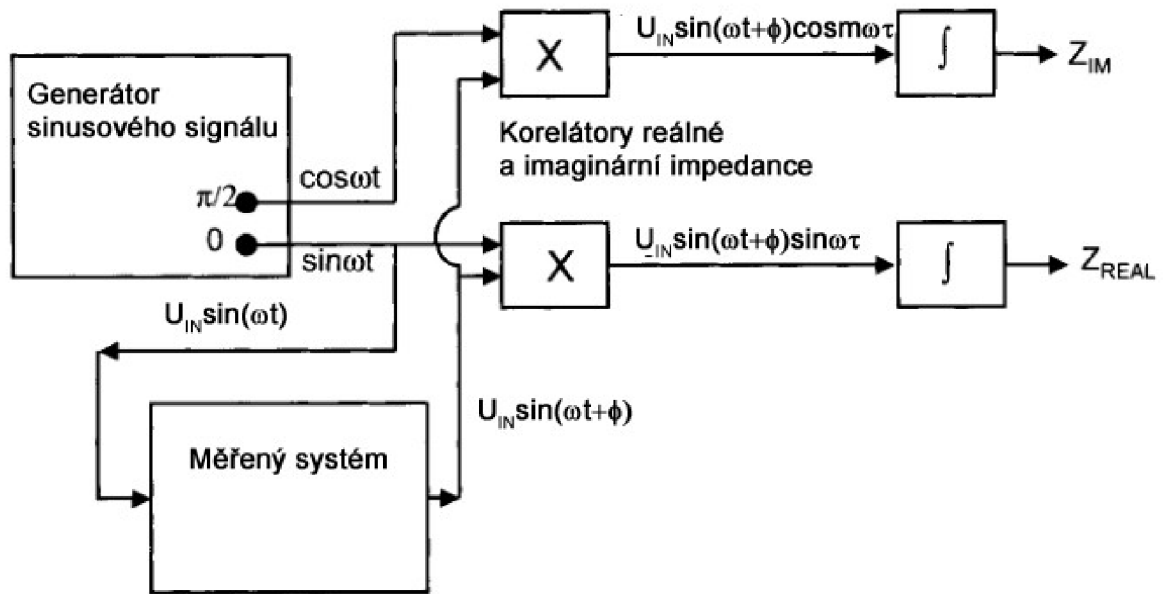 U_IN sin(ωt+ϕ)cosmωτ
X
∫
Z_IM
Generátor
sinusového signálu
Korelátory reálné
a imaginární impedance
π/2
cosωt
0
sinωt
U_IN sin(ωt+ϕ)sinωτ
X
∫
Z_REAL
U_IN sin(ωt)
U_IN sin(ωt+ϕ)
Měřený systém